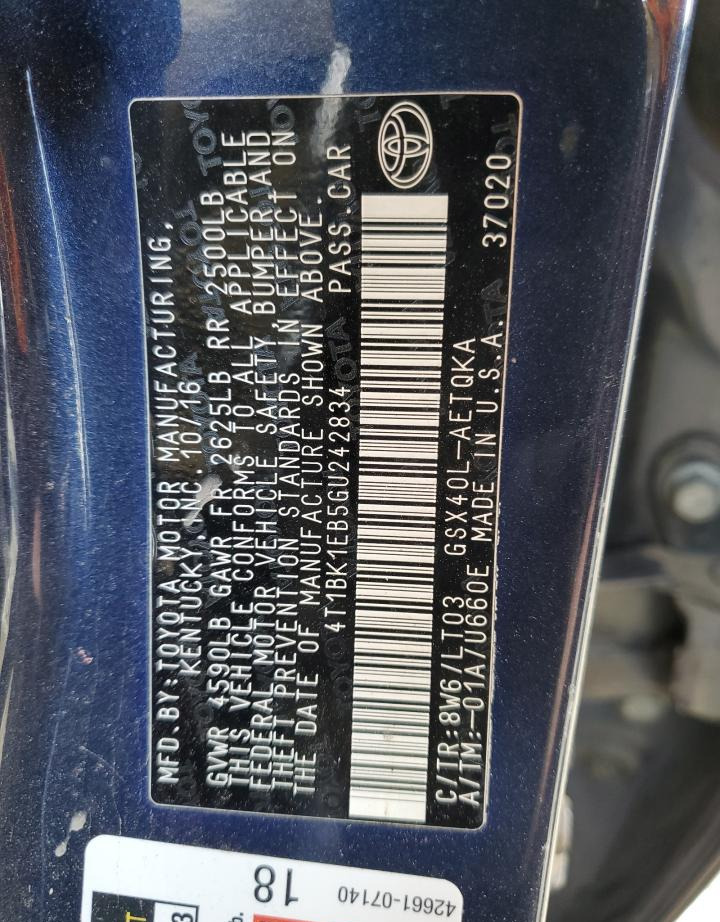 MFD.BY:TOYOTA MOTOR MANUFACTURING,
KENTUCKY,INC. 10/16
GVWR 4590LB GAWR FR 2625LB RR 2500LB
THIS VEHICLE CONFORMS TO ALL APPLICABLE
FEDERAL MOTOR VEHICLE SAFETY, BUMPER, AND
THEFT PREVENTION STANDARDS IN EFFECT ON
THE DATE OF MANUFACTURE SHOWN ABOVE.
4T1BK1EB5GU242834 PASS.CAR
C/TR:8W6/LT03 GSX40L-AETQKA
A/TM:-01A/U660E MADE IN U.S.A. 37020
18
42661-07140